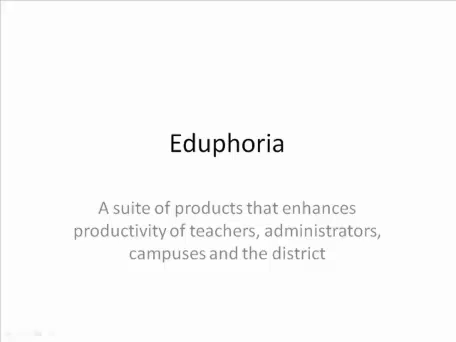 Eduphoria
A suite of products that enhances
productivity of teachers, administrators,
campuses and the district